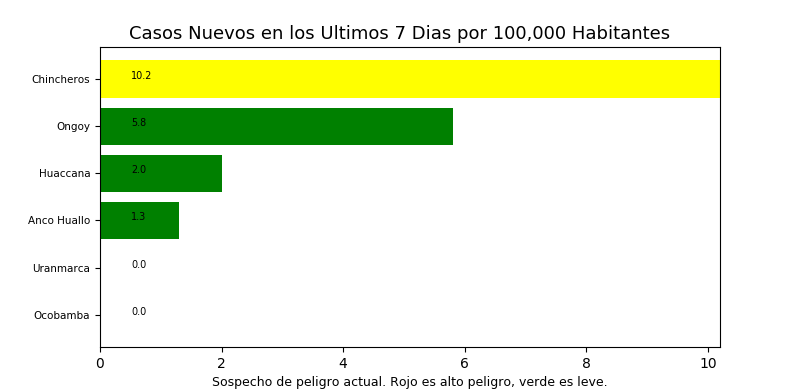 Casos Nuevos en los Ultimos 7 Dias por 100,000 Habitantes
Chincheros 10.2
Ongoy 5.8
Huaccana 2.0
Anco Huallo 1.3
Uranmarca 0.0
Ocobamba 0.0
0 2 4 6 8 10
Sospecho de peligro actual. Rojo es alto peligro, verde es leve.